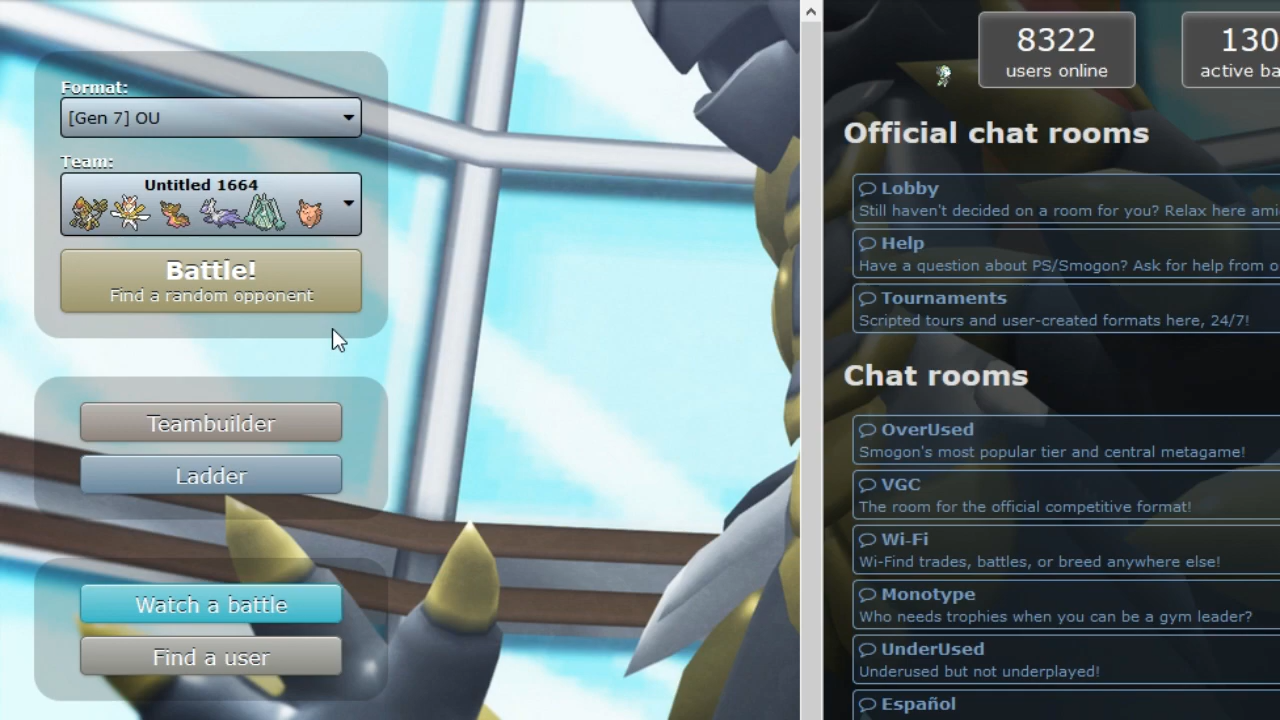 Format:
[Gen 7] OU
Team:
Untitled 1664
Battle!
Find a random opponent
Teambuilder
Ladder
Watch a battle
Find a user
8322
users online
130
active ba
Official chat rooms
Lobby
Still haven't decided on a room for you? Relax here ami
Help
Have a question about PS/Smogon? Ask for help from o
Tournaments
Scripted tours and user-created formats here, 24/7!
Chat rooms
OverUsed
Smogon's most popular tier and central metagame!
VGC
The room for the official competitive format!
Wi-Fi
Wi-Find trades, battles, or breed anywhere else!
Monotype
Who needs trophies when you can be a gym leader?
UnderUsed
Underused but not underplayed!
Español